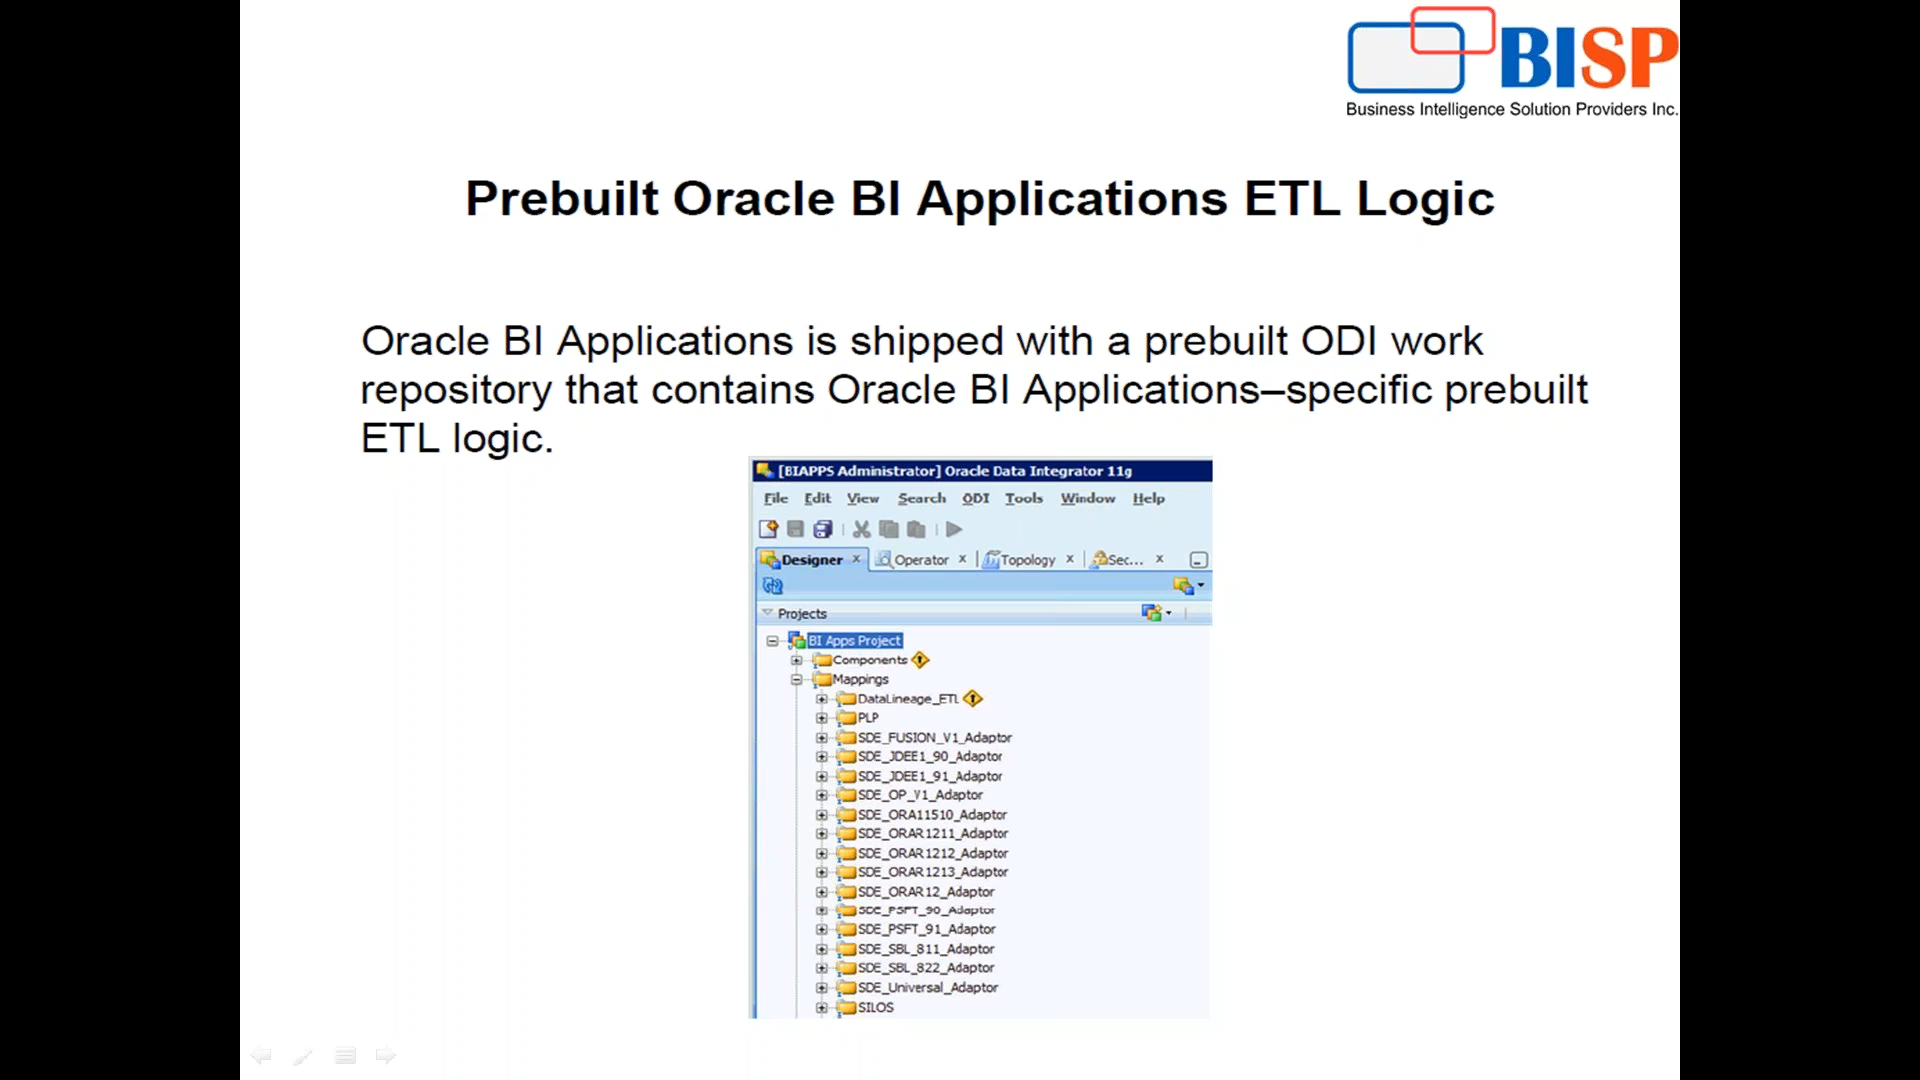 BISP
Business Intelligence Solution Providers Inc.
Prebuilt Oracle BI Applications ETL Logic
Oracle BI Applications is shipped with a prebuilt ODI work
repository that contains Oracle BI Applications–specific prebuilt
ETL logic.
[BIAPPS Administrator] Oracle Data Integrator 11g
File Edit View Search ODI Tools Window Help
Designer Operator Topology Sec...
Projects
BI Apps Project
Components
Mappings
DataLineage_ETL
PLP
SDE_FUSION_V1_Adaptor
SDE_JDEE1_90_Adaptor
SDE_JDEE1_91_Adaptor
SDE_OP_V1_Adaptor
SDE_ORA11510_Adaptor
SDE_ORAR1211_Adaptor
SDE_ORAR1212_Adaptor
SDE_ORAR1213_Adaptor
SDE_ORAR12_Adaptor
SDE_PSFT_90_Adaptor
SDE_PSFT_91_Adaptor
SDE_SBL_811_Adaptor
SDE_SBL_822_Adaptor
SDE_Universal_Adaptor
SILOS